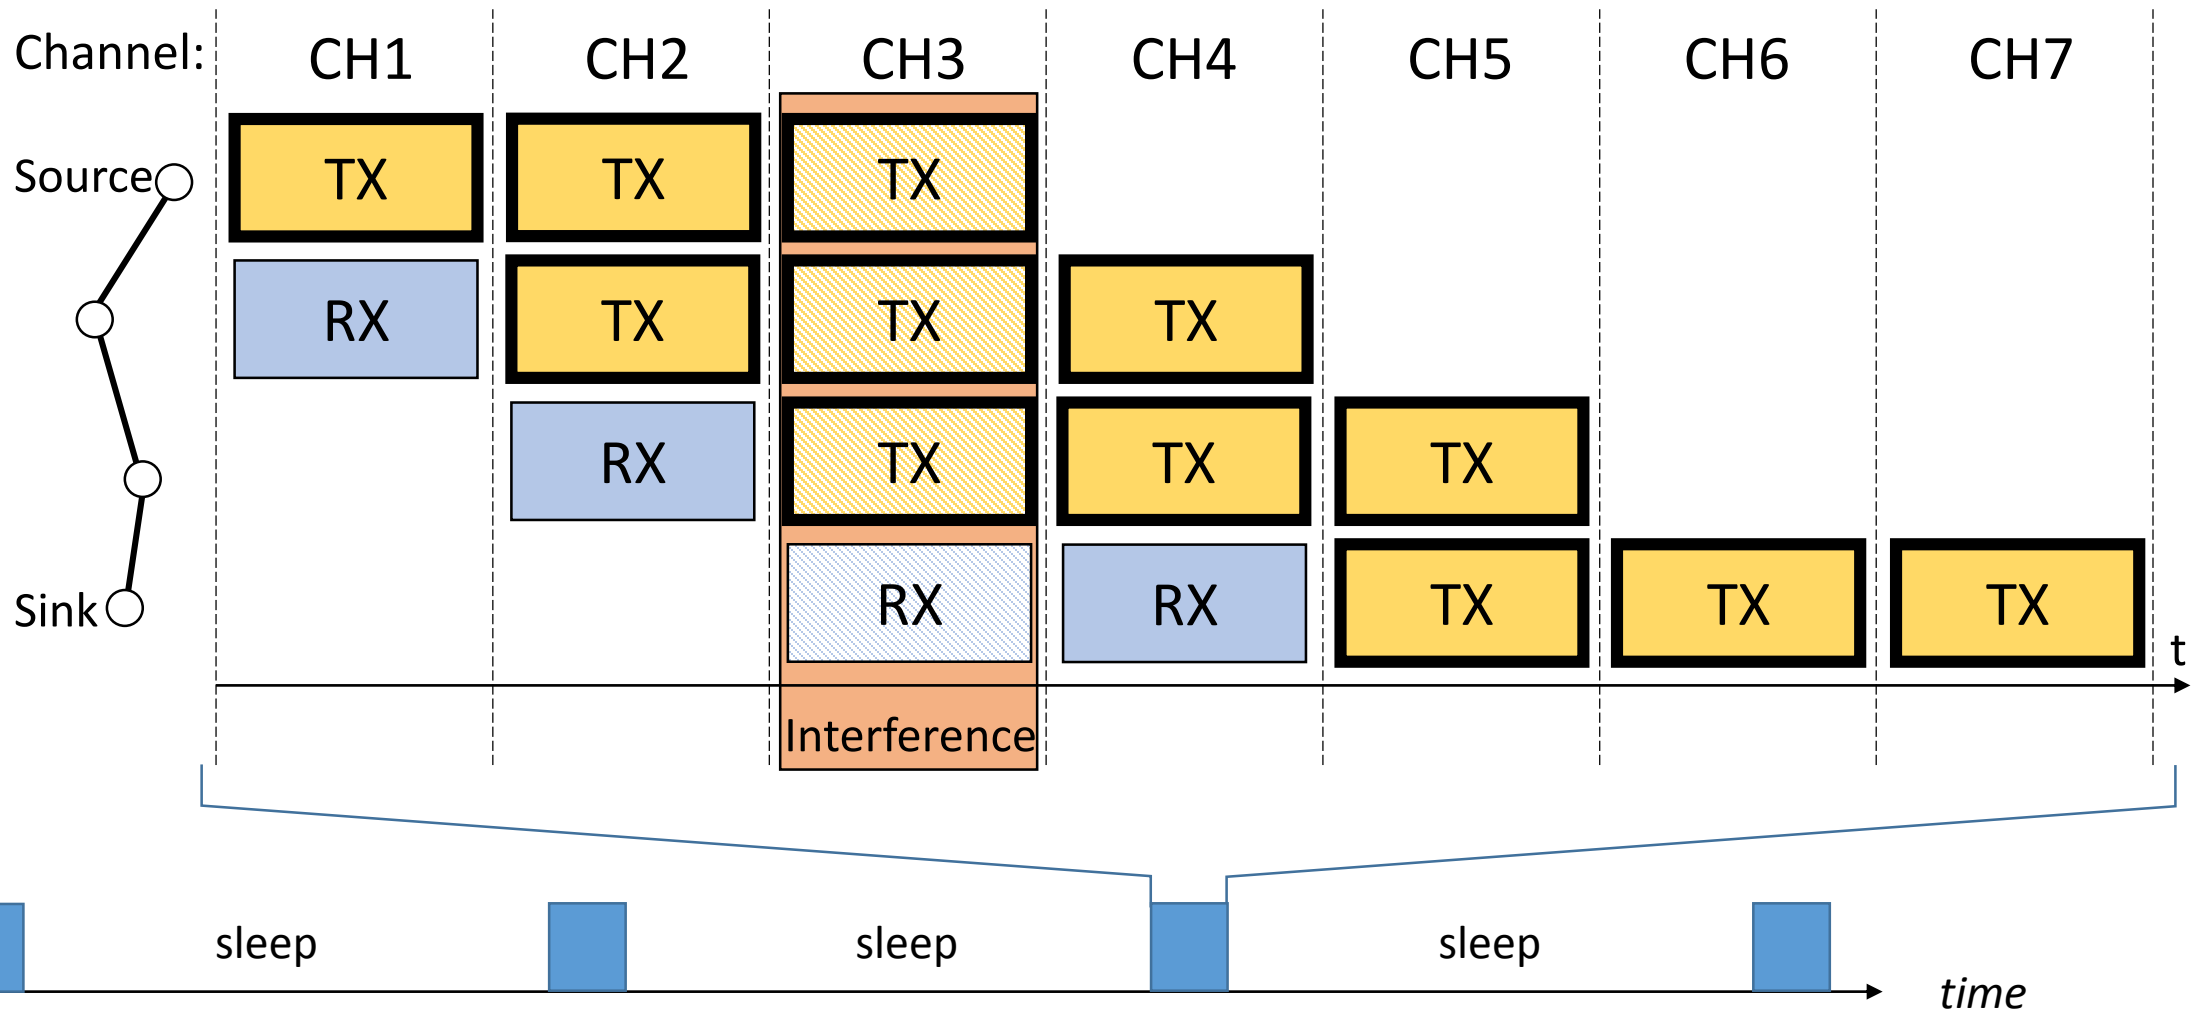 Channel: CH1 CH2 CH3 CH4 CH5 CH6 CH7
Source TX TX TX
RX TX TX TX
RX TX TX TX
Sink RX RX TX TX TX
t
Interference
sleep sleep sleep
time